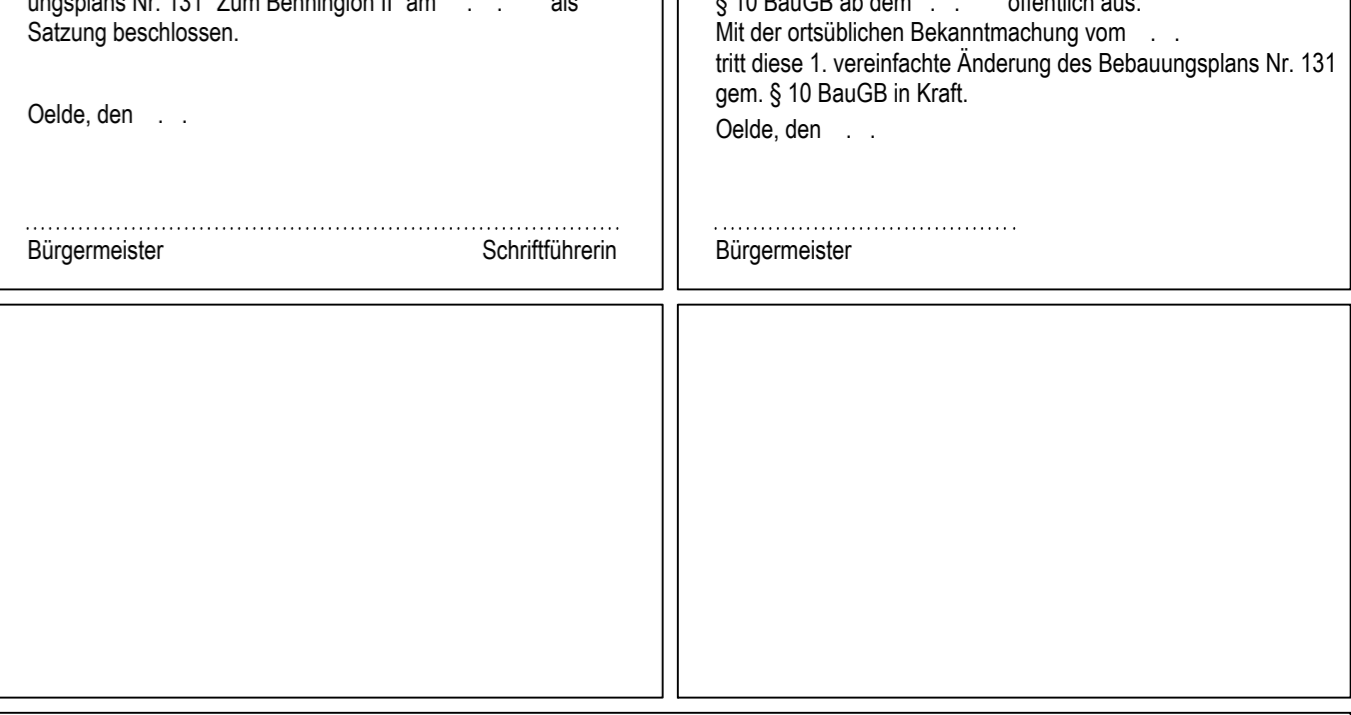 ungsplans Nr. 131 "Zum Benningloh II" am . . als
Satzung beschlossen.
Oelde, den . .
Bürgermeister Schriftführerin
§ 10 BauGB ab dem . . öffentlich aus.
Mit der ortsüblichen Bekanntmachung vom . .
tritt diese 1. vereinfachte Änderung des Bebauungsplans Nr. 131
gem. § 10 BauGB in Kraft.
Oelde, den . .
Bürgermeister